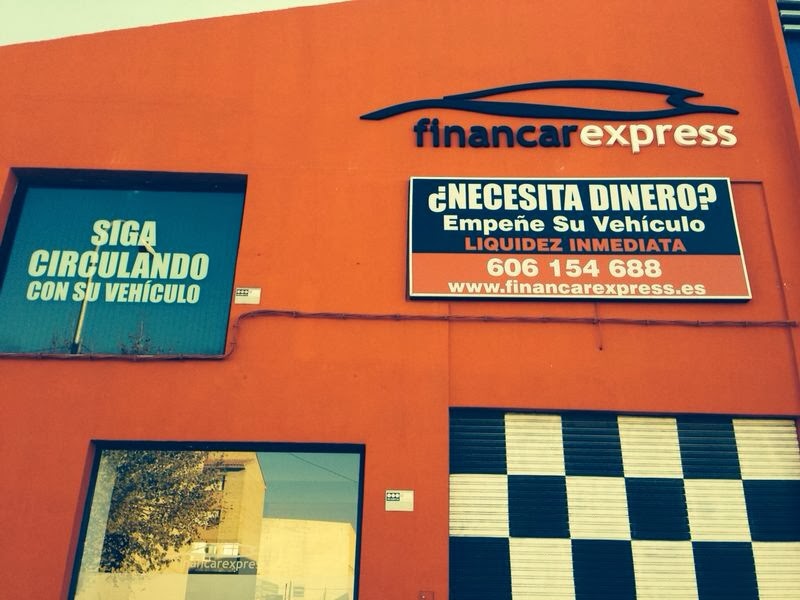 financarexpress
¿NECESITA DINERO?
Empeñe Su Vehículo
LIQUIDEZ INMEDIATA
606 154 688
www.financarexpress.es
SIGA
CIRCULANDO
CON SU VEHÍCULO
financarexpres